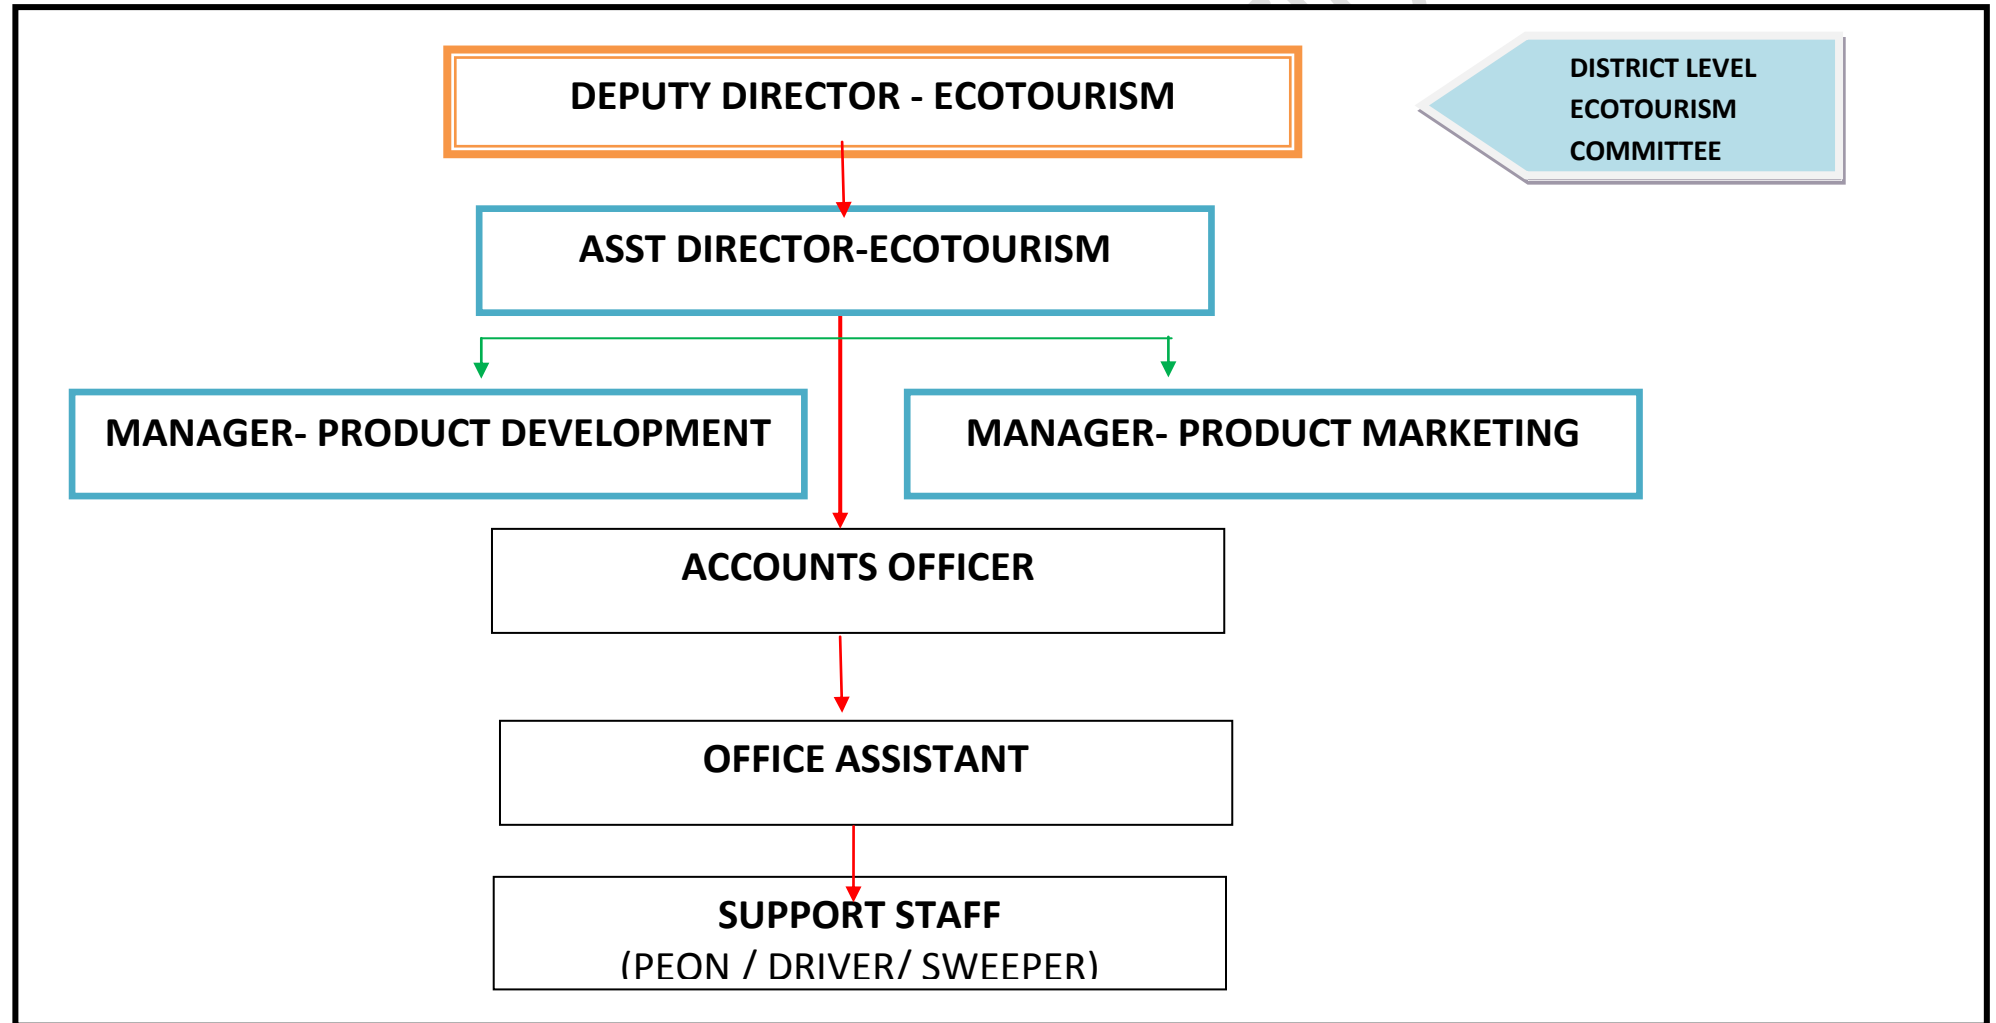 DEPUTY DIRECTOR - ECOTOURISM
DISTRICT LEVEL
ECOTOURISM
COMMITTEE
ASST DIRECTOR-ECOTOURISM
MANAGER- PRODUCT DEVELOPMENT
MANAGER- PRODUCT MARKETING
ACCOUNTS OFFICER
OFFICE ASSISTANT
SUPPORT STAFF
(PEON / DRIVER/ SWEEPER)